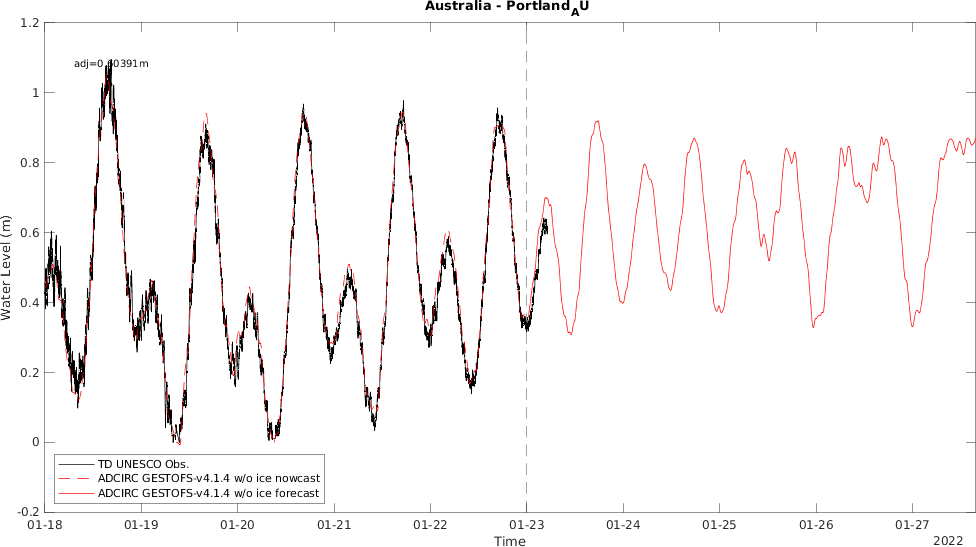 Australia - Portland_AU
adj=0.60391m
Water Level (m)
1.2
1
0.8
0.6
0.4
0.2
0
-0.2
TD UNESCO Obs.
ADCIRC GESTOFS-v4.1.4 w/o ice nowcast
ADCIRC GESTOFS-v4.1.4 w/o ice forecast
01-18 01-19 01-20 01-21 01-22 01-23 01-24 01-25 01-26 01-27
Time
2022